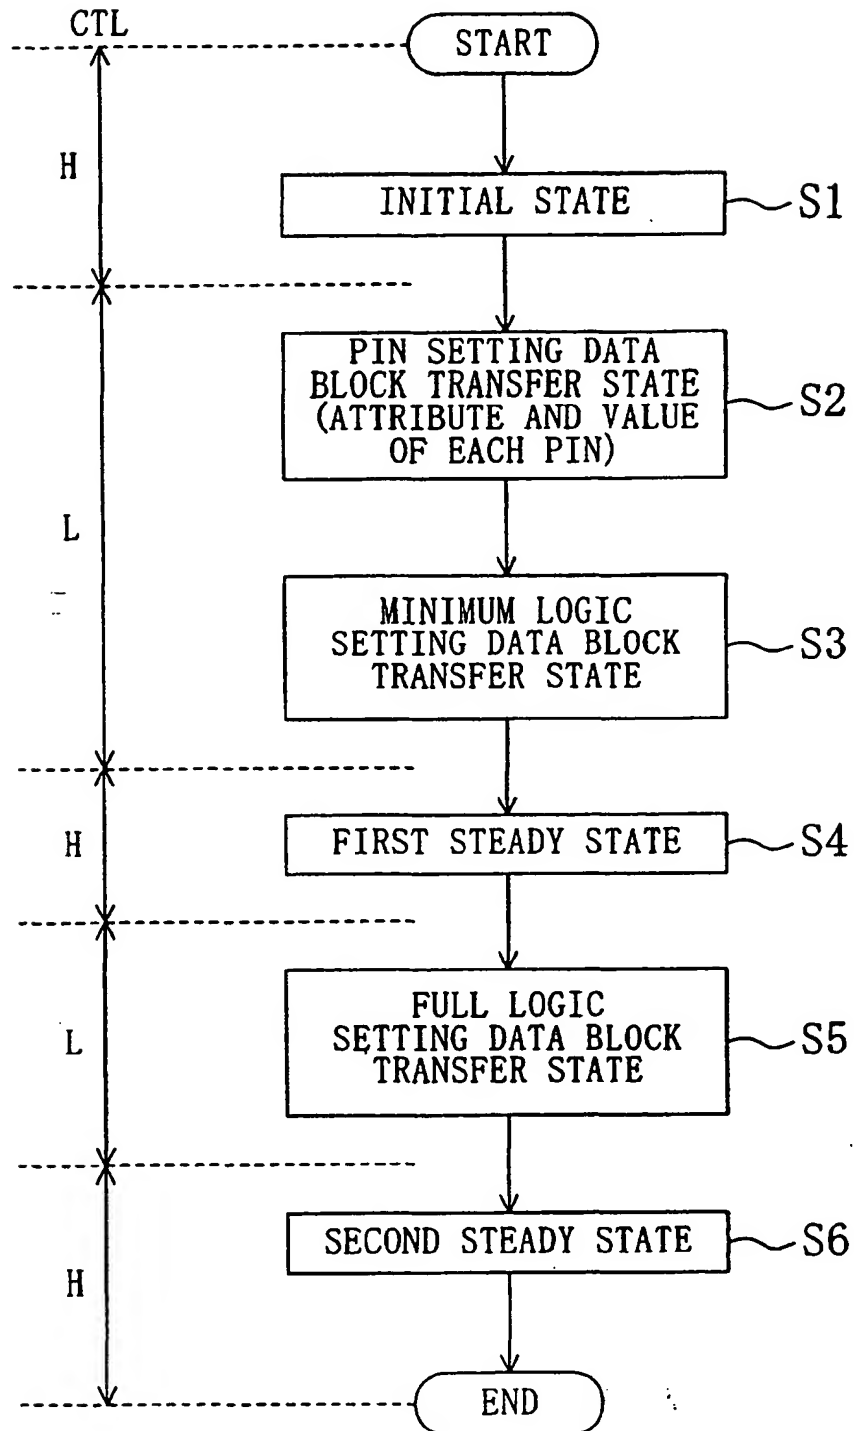 CTL
START
H
INITIAL STATE
S1
PIN SETTING DATA
BLOCK TRANSFER STATE
(ATTRIBUTE AND VALUE
OF EACH PIN)
S2
L
MINIMUM LOGIC
SETTING DATA BLOCK
TRANSFER STATE
S3
H
FIRST STEADY STATE
S4
L
FULL LOGIC
SETTING DATA BLOCK
TRANSFER STATE
S5
SECOND STEADY STATE
S6
H
END